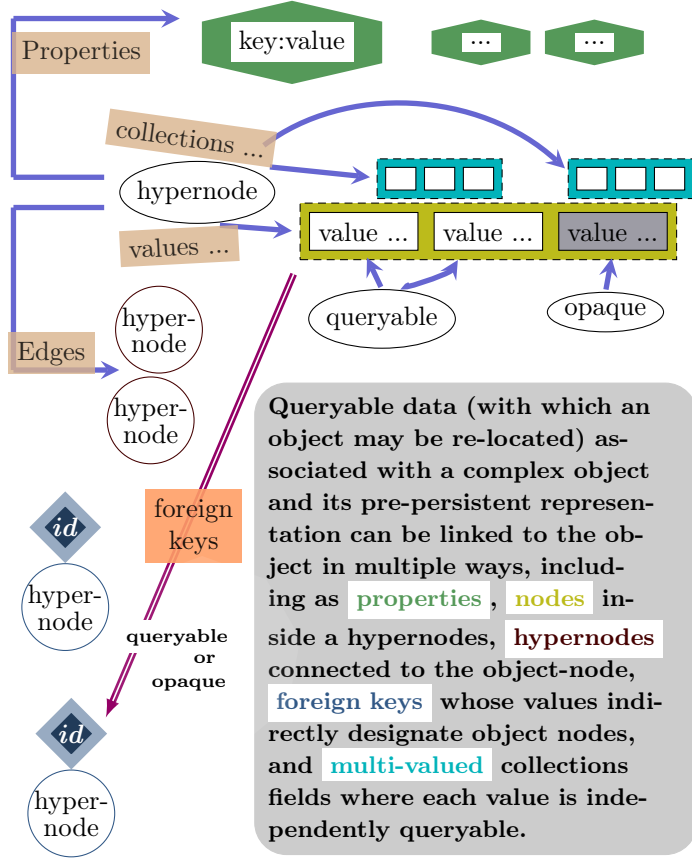 Properties
key:value
...
...
collections ...
hypernode
values ...
value ...
value ...
value ...
queryable
opaque
Edges
hyper-
node
hyper-
node
foreign
keys
id
hyper-
node
queryable
or
opaque
id
hyper-
node
Queryable data (with which an
object may be re-located) as-
sociated with a complex object
and its pre-persistent represen-
tation can be linked to the ob-
ject in multiple ways, includ-
ing as properties, nodes in-
side a hypernodes, hypernodes
connected to the object-node,
foreign keys whose values indi-
rectly designate object nodes,
and multi-valued collections
fields where each value is inde-
pendently queryable.